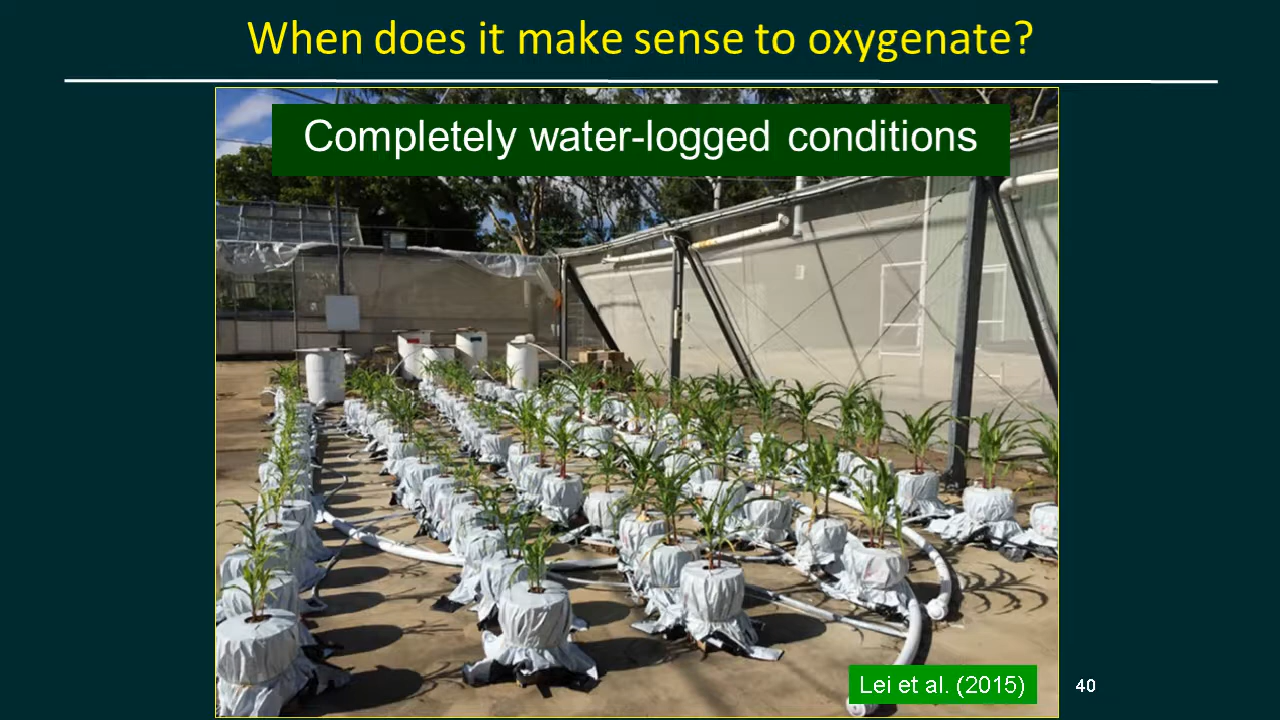 When does it make sense to oxygenate?
Completely water-logged conditions
Lei et al. (2015)
40